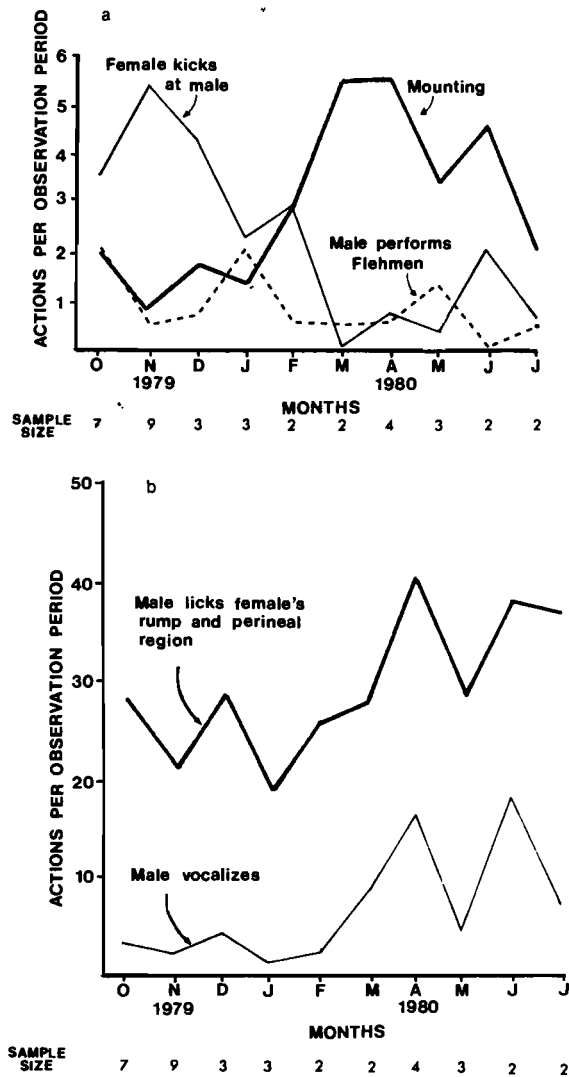 a
ACTIONS PER OBSERVATION PERIOD
6
5
4
3
2
1
Female kicks
at male
Mounting
Male performs
Flehmen
O N D J F M A M J J
1979 1980
MONTHS
SAMPLE
SIZE
7 9 3 3 2 2 4 3 2 2
b
ACTIONS PER OBSERVATION PERIOD
50
40
30
20
10
Male licks female's
rump and perineal
region
Male vocalizes
O N D J F M A M J J
1979 1980
MONTHS
SAMPLE
SIZE
7 9 3 3 2 2 4 3 2 2